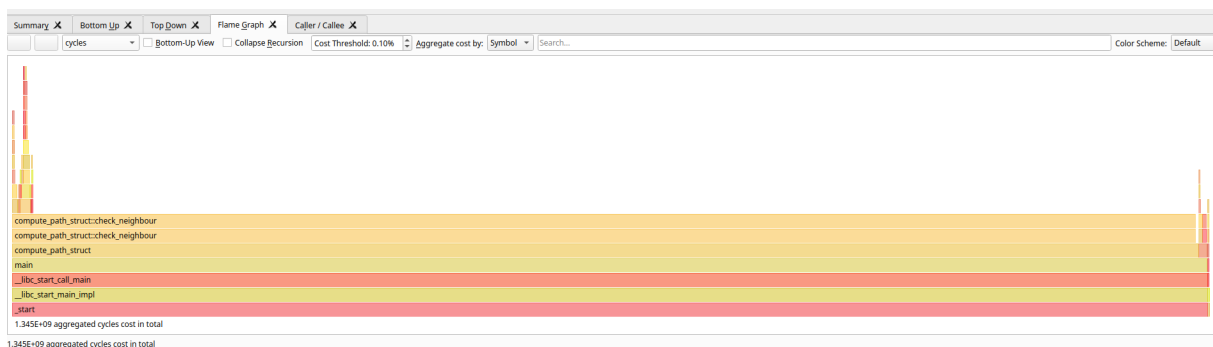 Summary Bottom Up Top Down Flame Graph Caller / Callee
cycles Bottom-Up View Collapse Recursion Cost Threshold: 0.10% Aggregate cost by: Symbol Search... Color Scheme: Default
compute_path_struct::check_neighbour
compute_path_struct::check_neighbour
compute_path_struct
main
__libc_start_call_main
__libc_start_main_impl
_start
1.345E+09 aggregated cycles cost in total
1.345E+09 aggregated cycles cost in total